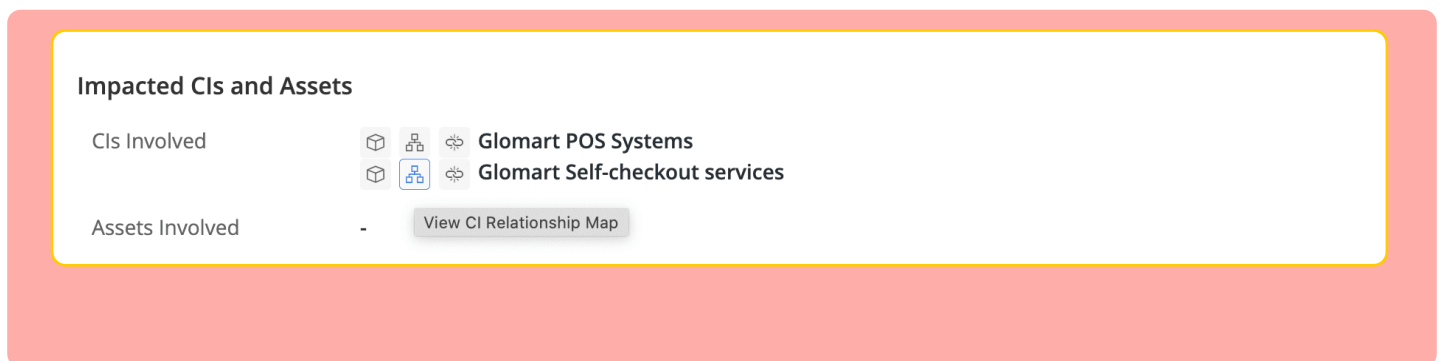 Impacted CIs and Assets
CIs Involved
Glomart POS Systems
Glomart Self-checkout services
Assets Involved
-
View CI Relationship Map